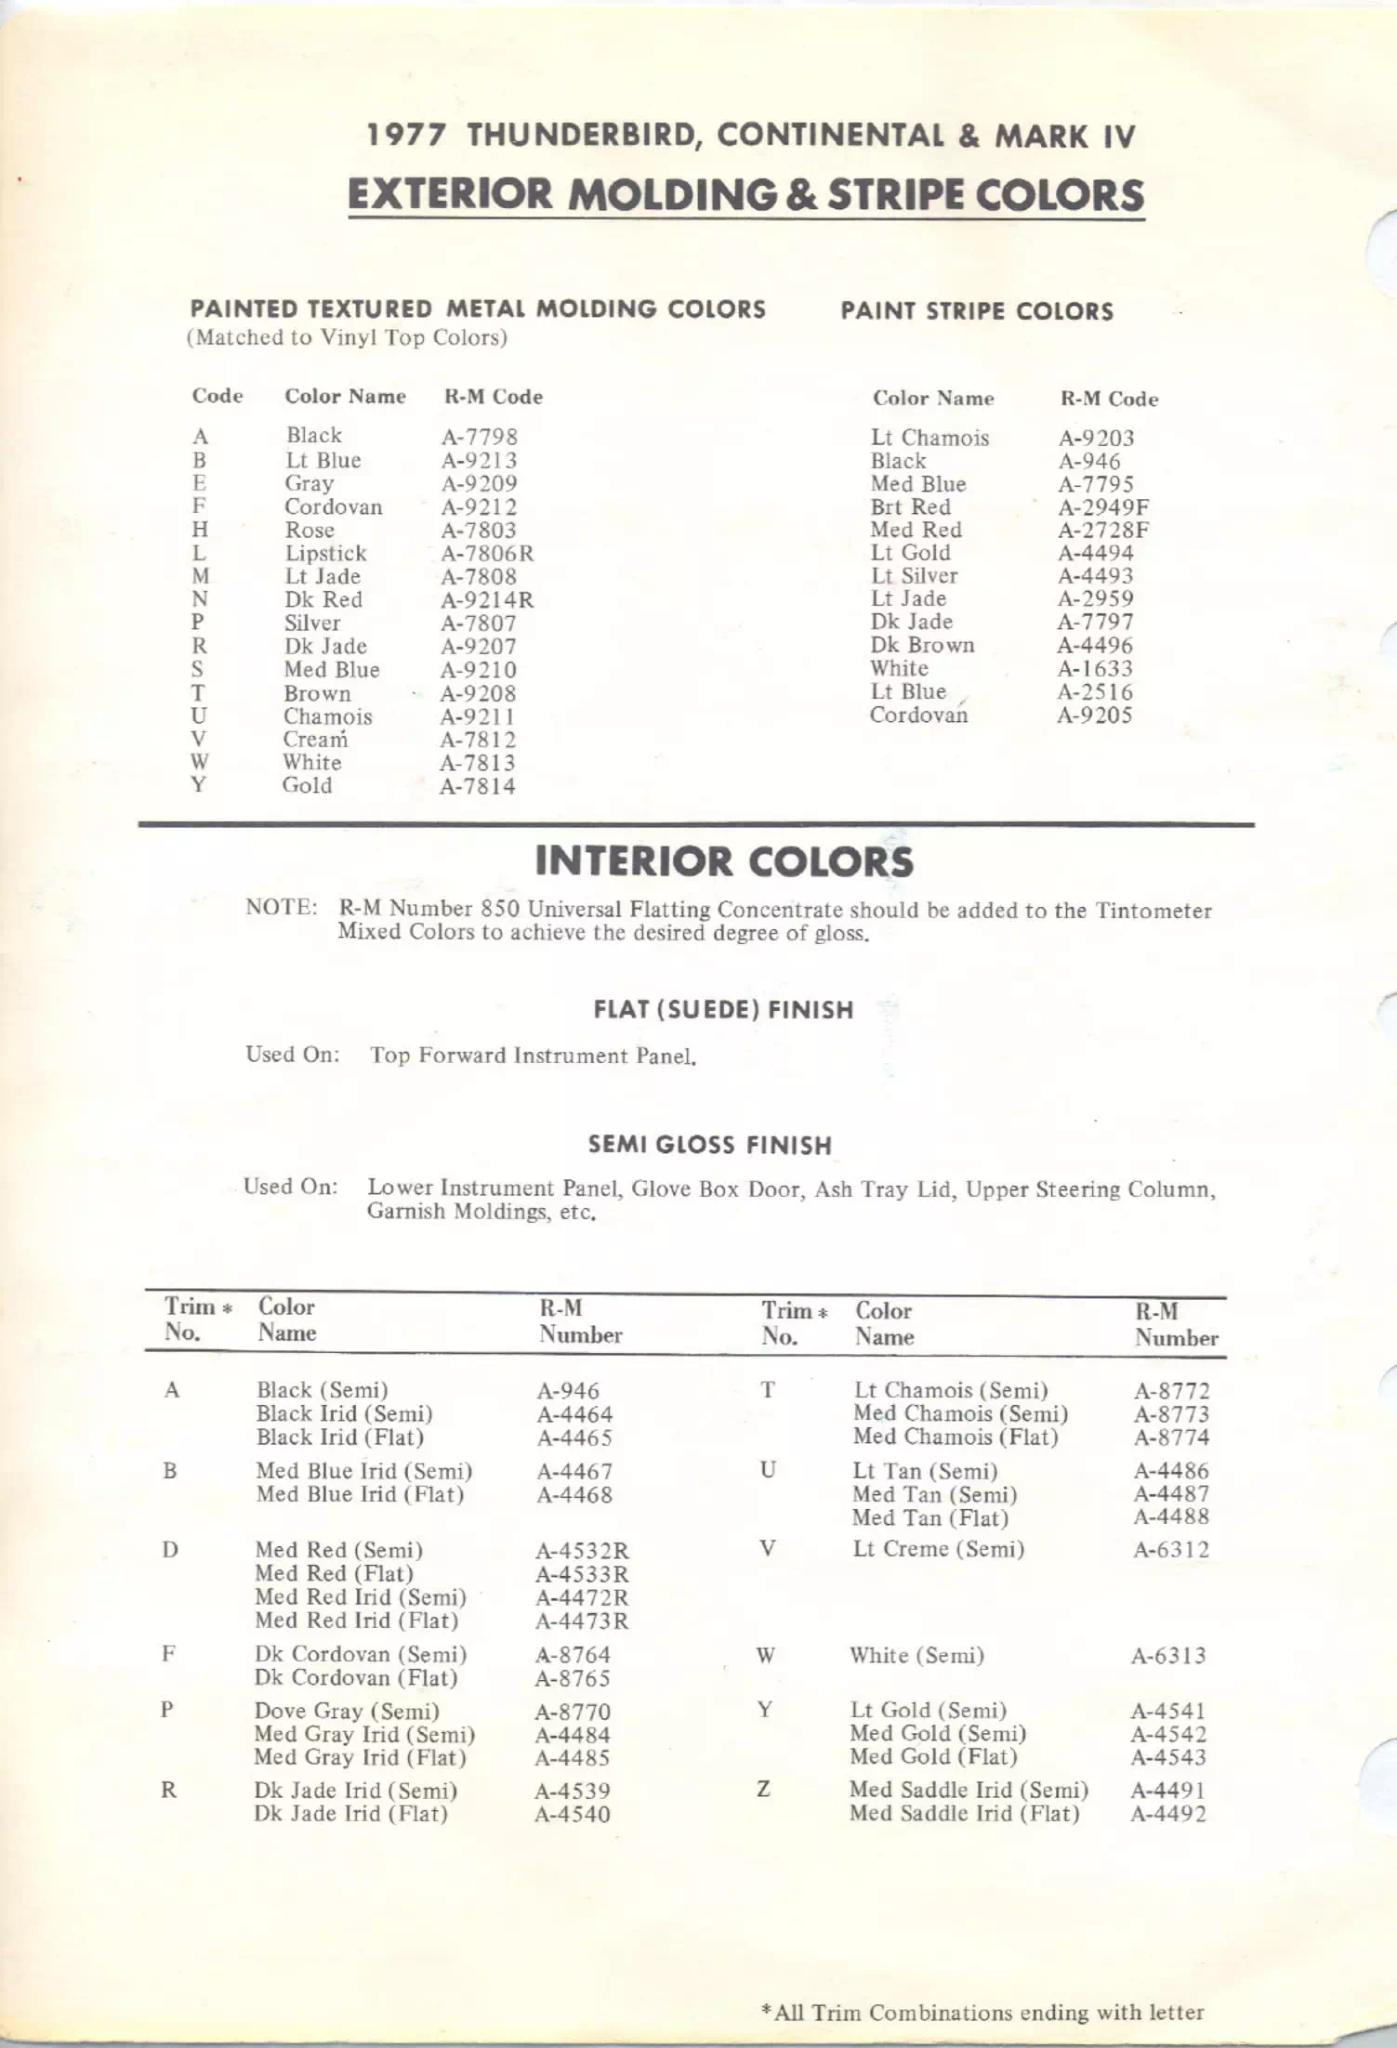 1977 THUNDERBIRD, CONTINENTAL & MARK IV
EXTERIOR MOLDING & STRIPE COLORS
PAINTED TEXTURED METAL MOLDING COLORS
(Matched to Vinyl Top Colors)
Code Color Name R-M Code
A Black A-7798
B Lt Blue A-9213
E Gray A-9209
F Cordovan A-9212
H Rose A-7803
L Lipstick A-7806R
M Lt Jade A-7808
N Dk Red A-9214R
P Silver A-7807
R Dk Jade A-9207
S Med Blue A-9210
T Brown A-9208
U Chamois A-9211
V Cream A-7812
W White A-7813
Y Gold A-7814
PAINT STRIPE COLORS
Color Name R-M Code
Lt Chamois A-9203
Black A-946
Med Blue A-7795
Brt Red A-2949F
Med Red A-2728F
Lt Gold A-4494
Lt Silver A-4493
Lt Jade A-2959
Dk Jade A-7797
Dk Brown A-4496
White A-1633
Lt Blue A-2516
Cordovan A-9205
INTERIOR COLORS
NOTE: R-M Number 850 Universal Flatting Concentrate should be added to the Tintometer
Mixed Colors to achieve the desired degree of gloss.
FLAT (SUEDE) FINISH
Used On: Top Forward Instrument Panel.
SEMI GLOSS FINISH
Used On: Lower Instrument Panel, Glove Box Door, Ash Tray Lid, Upper Steering Column,
Garnish Moldings, etc.
Trim * Color R-M
No. Name Number
A Black (Semi) A-946
Black Irid (Semi) A-4464
Black Irid (Flat) A-4465
B Med Blue Irid (Semi) A-4467
Med Blue Irid (Flat) A-4468
D Med Red (Semi) A-4532R
Med Red (Flat) A-4533R
Med Red Irid (Semi) A-4472R
Med Red Irid (Flat) A-4473R
F Dk Cordovan (Semi) A-8764
Dk Cordovan (Flat) A-8765
P Dove Gray (Semi) A-8770
Med Gray Irid (Semi) A-4484
Med Gray Irid (Flat) A-4485
R Dk Jade Irid (Semi) A-4539
Dk Jade Irid (Flat) A-4540
Trim * Color R-M
No. Name Number
T Lt Chamois (Semi) A-8772
Med Chamois (Semi) A-8773
Med Chamois (Flat) A-8774
U Lt Tan (Semi) A-4486
Med Tan (Semi) A-4487
Med Tan (Flat) A-4488
V Lt Creme (Semi) A-6312
W White (Semi) A-6313
Y Lt Gold (Semi) A-4541
Med Gold (Semi) A-4542
Med Gold (Flat) A-4543
Z Med Saddle Irid (Semi) A-4491
Med Saddle Irid (Flat) A-4492
*All Trim Combinations ending with letter